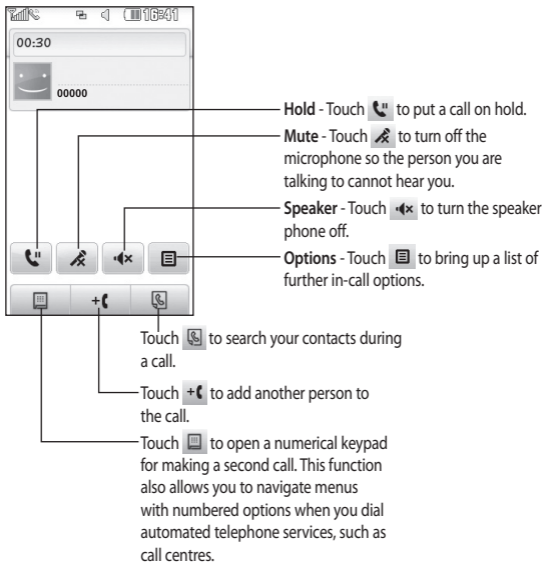 16:41
00:30
00000
Hold - Touch to put a call on hold.
Mute - Touch to turn off the
microphone so the person you are
talking to cannot hear you.
Speaker - Touch to turn the speaker
phone off.
Options - Touch to bring up a list of
further in-call options.
Touch to search your contacts during
a call.
Touch to add another person to
the call.
Touch to open a numerical keypad
for making a second call. This function
also allows you to navigate menus
with numbered options when you dial
automated telephone services, such as
call centres.